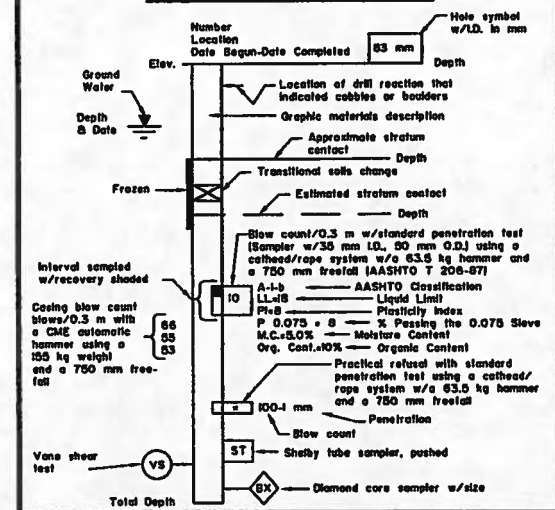 Number
Location
Date Begun-Date Completed
Hole symbol
w/I.D. in mm
63 mm
Elev.
Depth
Ground
Water
Depth
& Date
Location of drill reaction that
indicated cobbles or boulders
Graphic materials description
Approximate stratum
contact
Depth
Transitional soils change
Frozen
Estimated stratum contact
Depth
Blow count/0.3 m w/standard penetration test
(Sampler w/35 mm I.D., 50 mm O.D.) using a
cathead/rope system w/a 63.5 kg hammer
and a 750 mm freefall (AASHTO T 206-87)
Interval sampled
w/recovery shaded
10
A-1-b AASHTO Classification
LL=18 Liquid Limit
PI=8 Plasticity Index
P 0.075 = 8 % Passing the 0.075 Sieve
M.C.=5.0% Moisture Content
Org. Cont.=10% Organic Content
Casing blow count
blows/0.3 m with
a CME automatic
hammer using a
155 kg weight
and a 750 mm free-
fall
66
55
53
Practical refusal with standard
penetration test using a cathead/
rope system w/a 63.5 kg hammer
and a 750 mm freefall
100-1 mm
Penetration
Blow count
Vane shear
test
VS
ST
Shelby tube sampler, pushed
BX
Diamond core sampler w/size
Total Depth